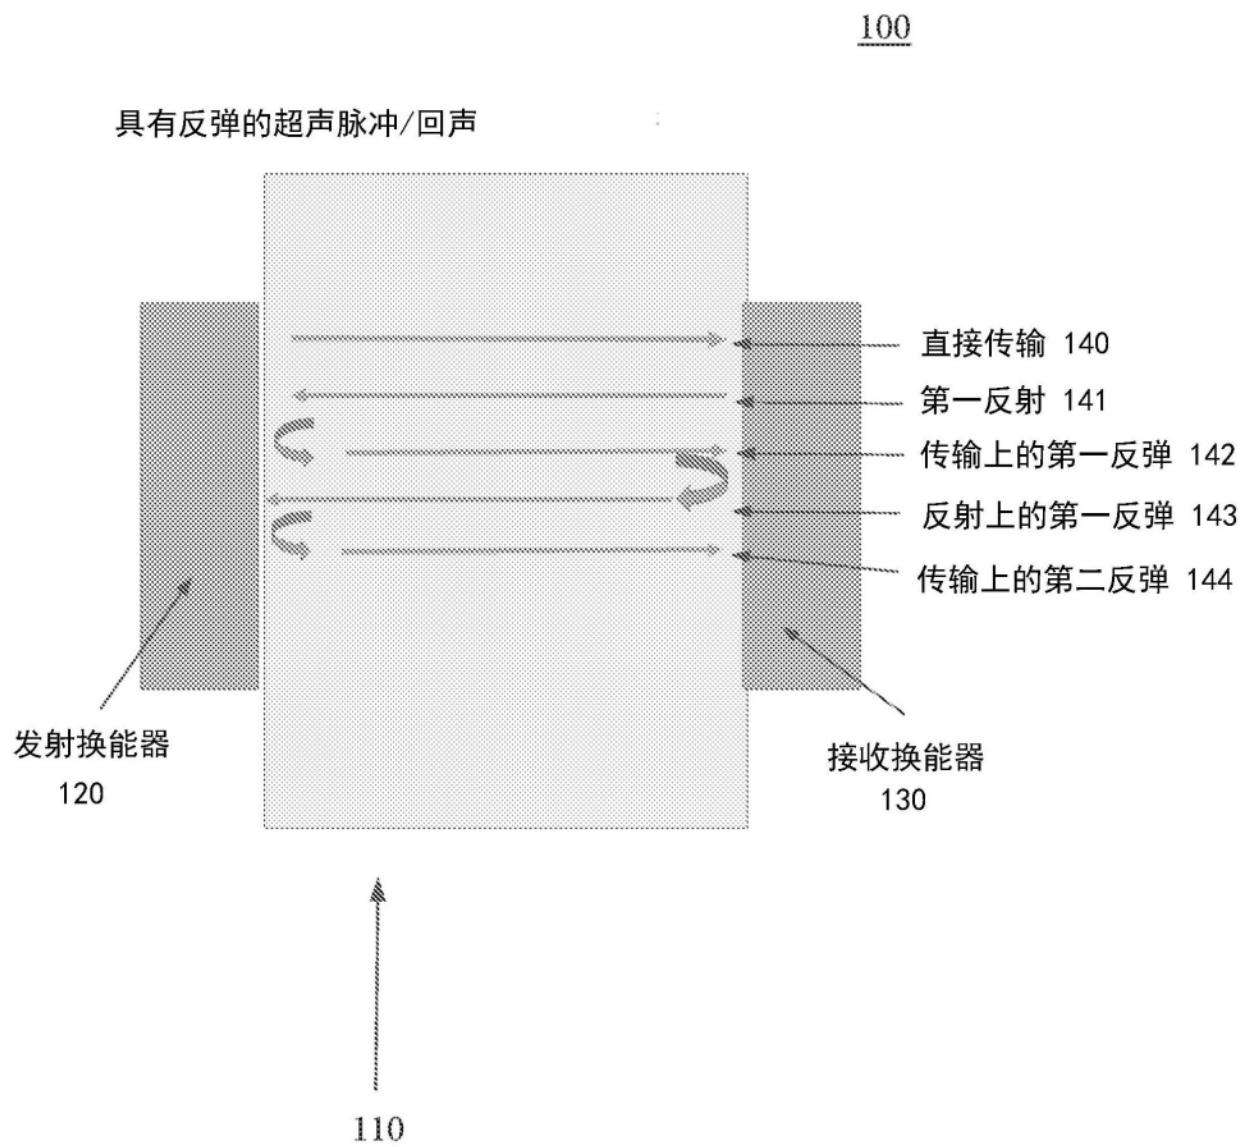 100
具有反弹的超声脉冲/回声
直接传输 140
第一反射 141
传输上的第一反弹 142
反射上的第一反弹 143
传输上的第二反弹 144
发射换能器
120
接收换能器
130
110